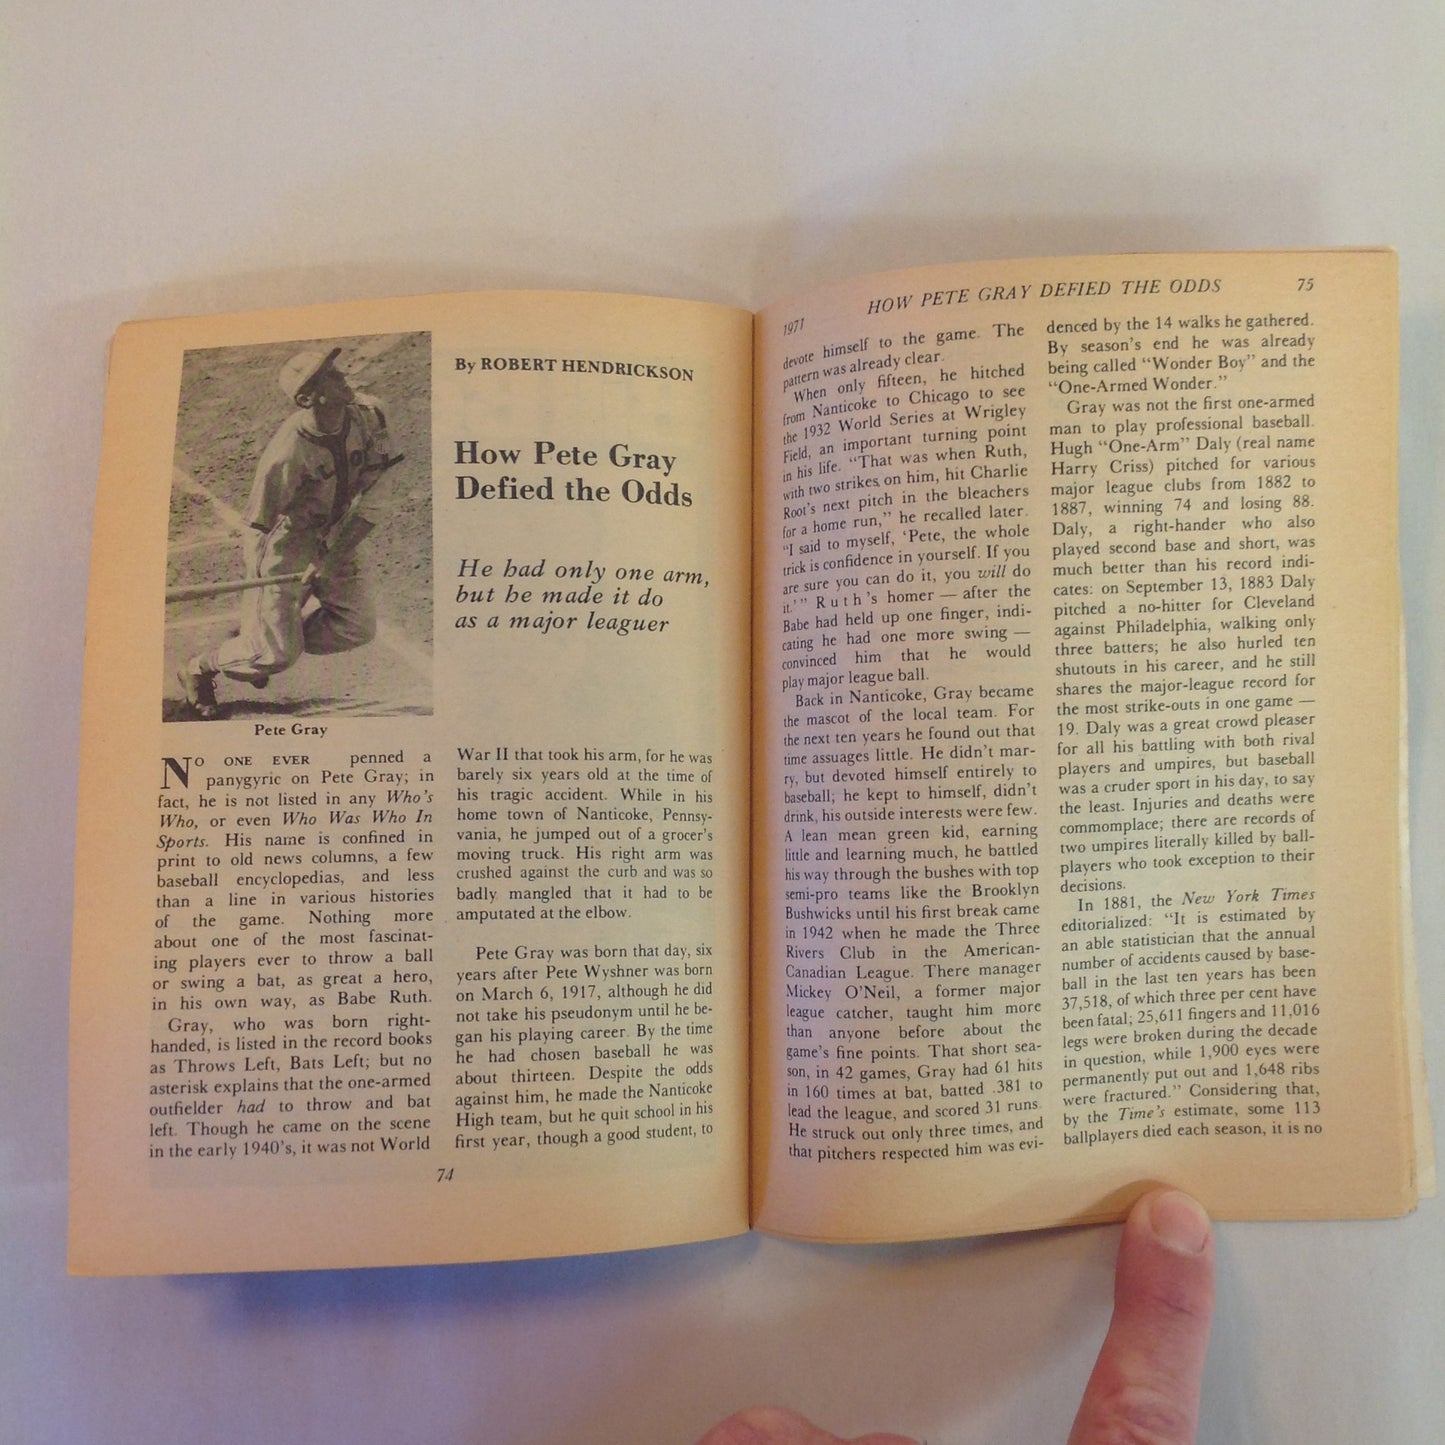 By ROBERT HENDRICKSON
How Pete Gray
Defied the Odds
He had only one arm,
but he made it do
as a major leaguer
Pete Gray
NO ONE EVER penned a
panygyric on Pete Gray; in
fact, he is not listed in any Who's
Who, or even Who Was Who In
Sports. His name is confined in
print to old news columns, a few
baseball encyclopedias, and less
than a line in various histories
of the game. Nothing more
about one of the most fascinat-
ing players ever to throw a ball
or swing a bat, as great a hero,
in his own way, as Babe Ruth.
Gray, who was born right-
handed, is listed in the record books
as Throws Left, Bats Left; but no
asterisk explains that the one-armed
outfielder had to throw and bat
left. Though he came on the scene
in the early 1940's, it was not World
War II that took his arm, for he was
barely six years old at the time of
his tragic accident. While in his
home town of Nanticoke, Pennsy-
vania, he jumped out of a grocer's
moving truck. His right arm was
crushed against the curb and was so
badly mangled that it had to be
amputated at the elbow.
Pete Gray was born that day, six
years after Pete Wyshner was born
on March 6, 1917, although he did
not take his pseudonym until he be-
gan his playing career. By the time
he had chosen baseball he was
about thirteen. Despite the odds
against him, he made the Nanticoke
High team, but he quit school in his
first year, though a good student, to
74
1971
HOW PETE GRAY DEFIED THE ODDS
75
devote himself to the game. The
pattern was already clear.
When only fifteen, he hitched
from Nanticoke to Chicago to see
the 1932 World Series at Wrigley
Field, an important turning point
in his life. "That was when Ruth,
with two strikes on him, hit Charlie
Root's next pitch in the bleachers
for a home run," he recalled later.
"I said to myself, 'Pete, the whole
trick is confidence in yourself. If you
are sure you can do it, you will do
it.'" Ruth's homer — after the
Babe had held up one finger, indi-
cating he had one more swing —
convinced him that he would
play major league ball.
Back in Nanticoke, Gray became
the mascot of the local team. For
the next ten years he found out that
time assuages little. He didn't mar-
ry, but devoted himself entirely to
baseball; he kept to himself, didn't
drink, his outside interests were few.
A lean mean green kid, earning
little and learning much, he battled
his way through the bushes with top
semi-pro teams like the Brooklyn
Bushwicks until his first break came
in 1942 when he made the Three
Rivers Club in the American-
Canadian League. There manager
Mickey O'Neil, a former major
league catcher, taught him more
than anyone before about the
game's fine points. That short sea-
son, in 42 games, Gray had 61 hits
in 160 times at bat, batted .381 to
lead the league, and scored 31 runs.
He struck out only three times, and
that pitchers respected him was evi-
denced by the 14 walks he gathered.
By season's end he was already
being called "Wonder Boy" and the
"One-Armed Wonder."
Gray was not the first one-armed
man to play professional baseball.
Hugh "One-Arm" Daly (real name
Harry Criss) pitched for various
major league clubs from 1882 to
1887, winning 74 and losing 88.
Daly, a right-hander who also
played second base and short, was
much better than his record indi-
cates: on September 13, 1883 Daly
pitched a no-hitter for Cleveland
against Philadelphia, walking only
three batters; he also hurled ten
shutouts in his career, and he still
shares the major-league record for
the most strike-outs in one game —
19. Daly was a great crowd pleaser
for all his battling with both rival
players and umpires, but baseball
was a cruder sport in his day, to say
the least. Injuries and deaths were
commomplace; there are records of
two umpires literally killed by ball-
players who took exception to their
decisions.
In 1881, the New York Times
editorialized: "It is estimated by
an able statistician that the annual
number of accidents caused by base-
ball in the last ten years has been
37,518, of which three per cent have
been fatal; 25,611 fingers and 11,016
legs were broken during the decade
in question, while 1,900 eyes were
permanently put out and 1,648 ribs
were fractured." Considering that,
by the Time's estimate, some 113
ballplayers died each season, it is no